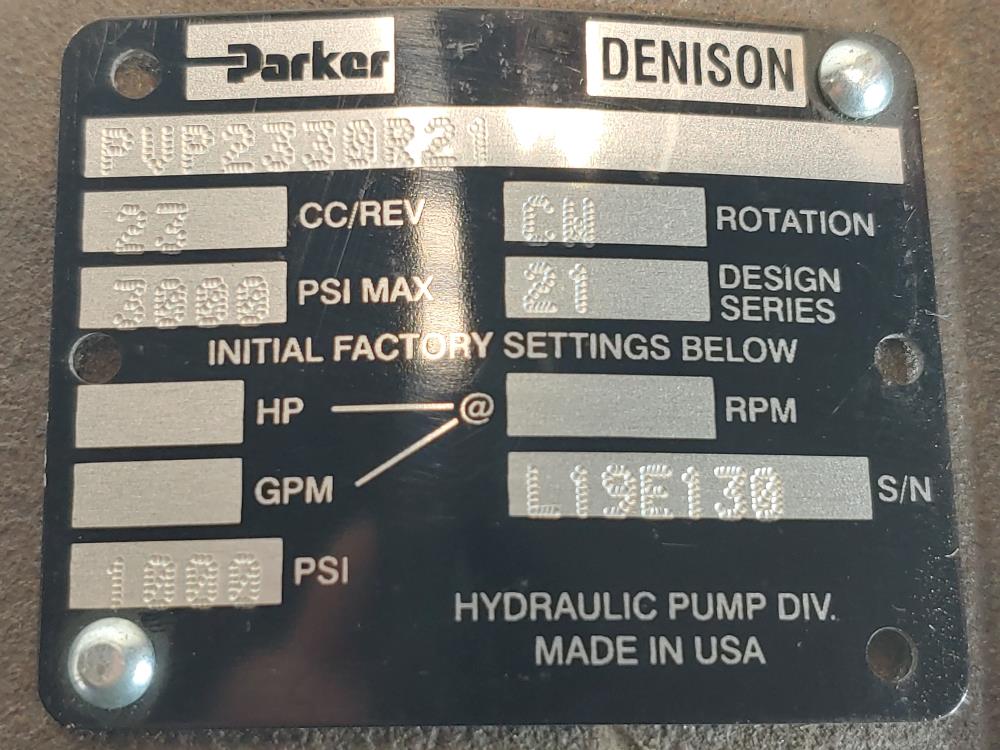 Parker DENISON
PVP2330R21
23 CC/REV CW ROTATION
3000 PSI MAX 21 DESIGN SERIES
INITIAL FACTORY SETTINGS BELOW
HP @ RPM
GPM L19E130 S/N
1000 PSI
HYDRAULIC PUMP DIV.
MADE IN USA